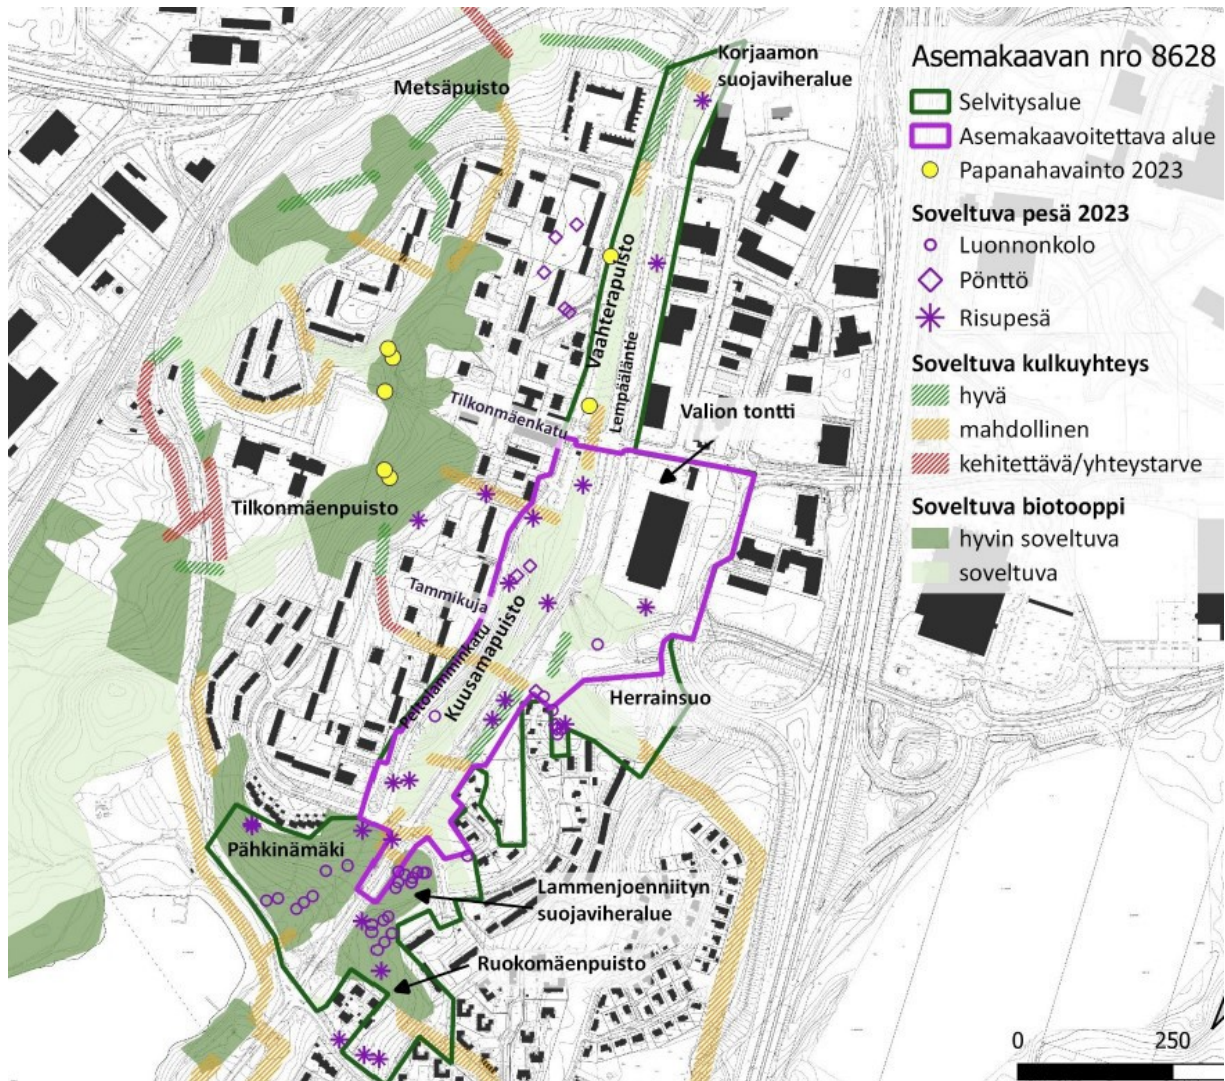 Asemakaavan nro 8628
Selvitysalue
Asemakaavoitettava alue
Papanahavainto 2023
Soveltuva pesä 2023
Luonnonkolo
Pönttö
Risupesä
Soveltuva kulkuyhteys
hyvä
mahdollinen
kehitettävä/yhteystarve
Soveltuva biotooppi
hyvin soveltuva
soveltuva
Korjaamon
suojaviheralue
Metsäpuisto
Vaahterapuisto
Lempääläntie
Tilkonmäenkatu
Valion tontti
Tilkonmäenpuisto
Tammikuja
Peltolamminkatu
Kuusamapuisto
Herrainsuo
Pähkinämäki
Lammenjoenniityn
suojaviheralue
Ruokomäenpuisto
0 250